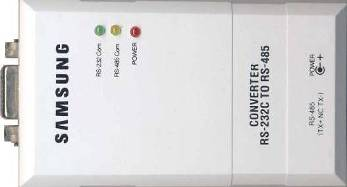 SAMSUNG
RS-232 Com
RS-485 Com
POWER
CONVERTER
RS-232C TO RS-485
POWER
RS-485
(TX+ NC TX-)